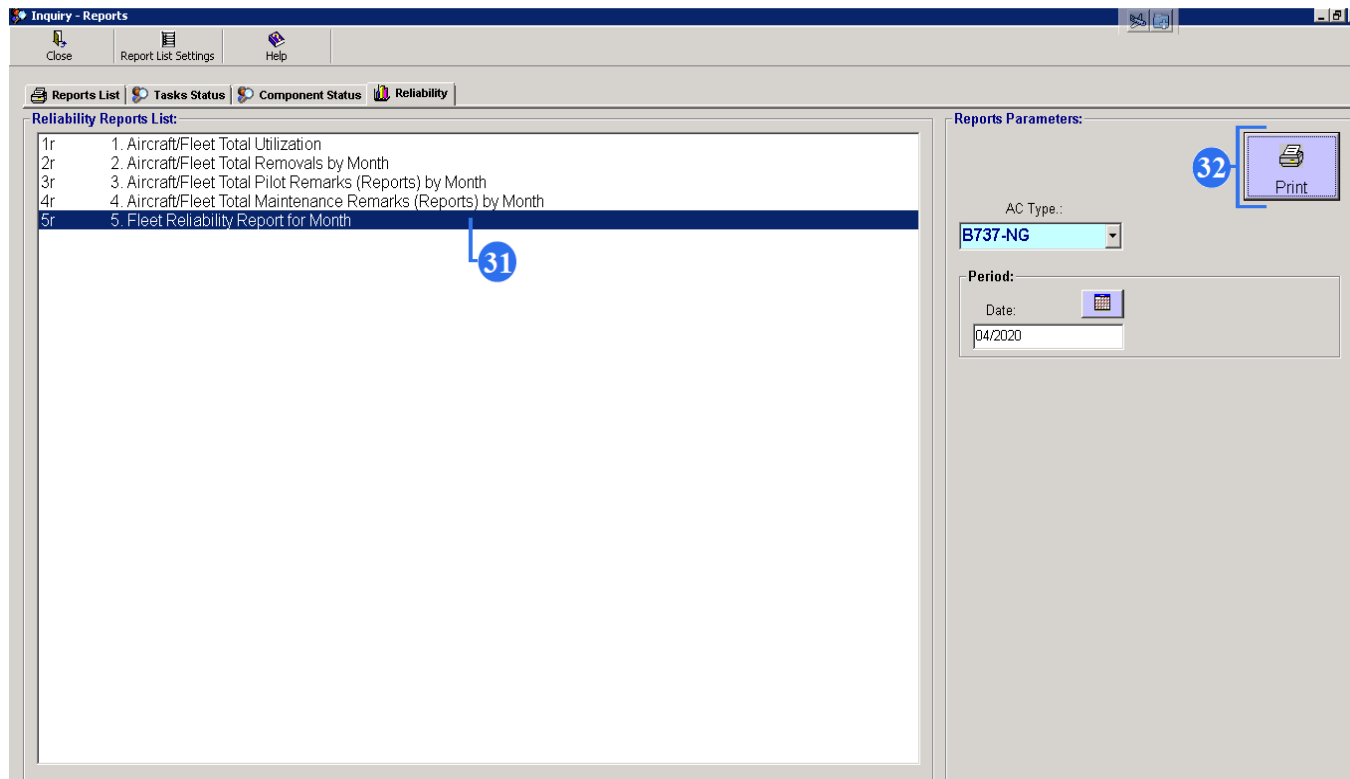 Inquiry - Reports
Close
Report List Settings
Help
Reports List
Tasks Status
Component Status
Reliability
Reliability Reports List:
1r 1. Aircraft/Fleet Total Utilization
2r 2. Aircraft/Fleet Total Removals by Month
3r 3. Aircraft/Fleet Total Pilot Remarks (Reports) by Month
4r 4. Aircraft/Fleet Total Maintenance Remarks (Reports) by Month
5r 5. Fleet Reliability Report for Month
31
Reports Parameters:
32
Print
AC Type.:
B737-NG
Period:
Date:
04/2020